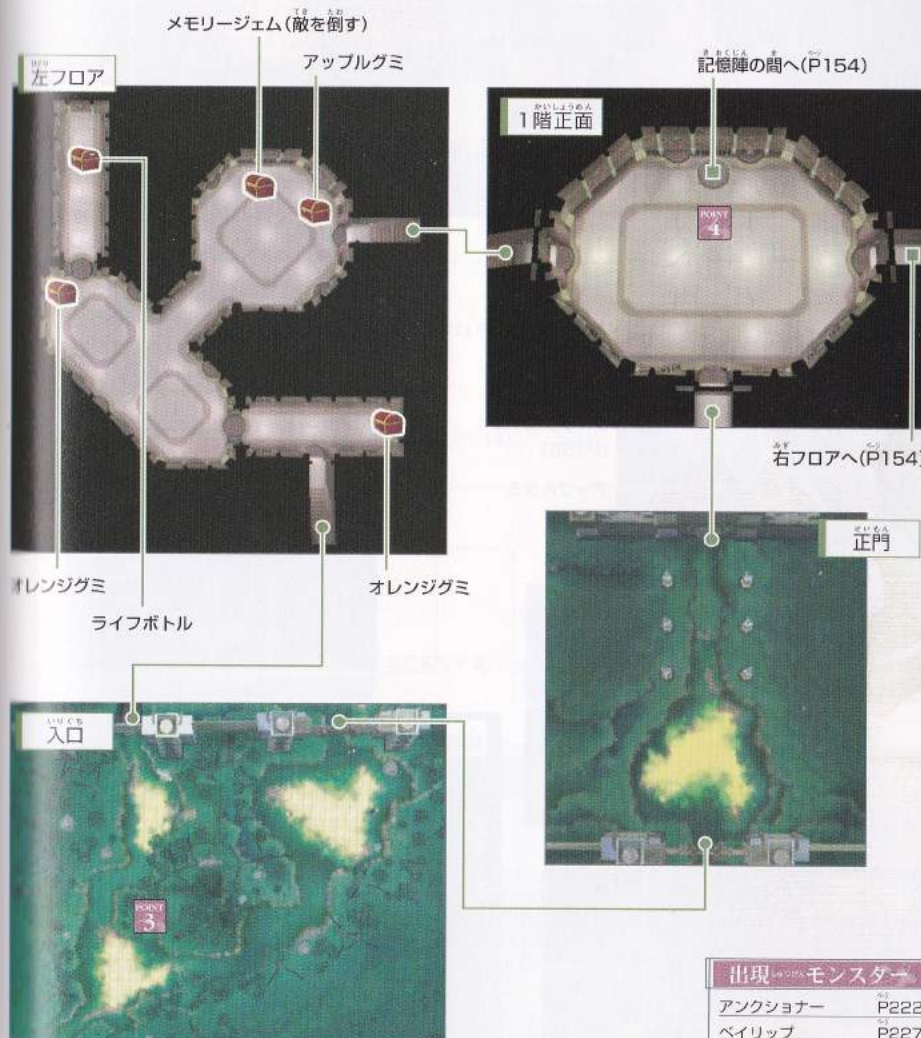 メモリージェム(敵を倒す)
左フロア
アップルグミ
記憶陣の間へ(P154)
1階正面
POINT 4
右フロアへ(P154)
オレンジグミ
オレンジグミ
ライフボトル
正門
入口
POINT 3
出現モンスター
アンクショナー P222
ベイリップ P227